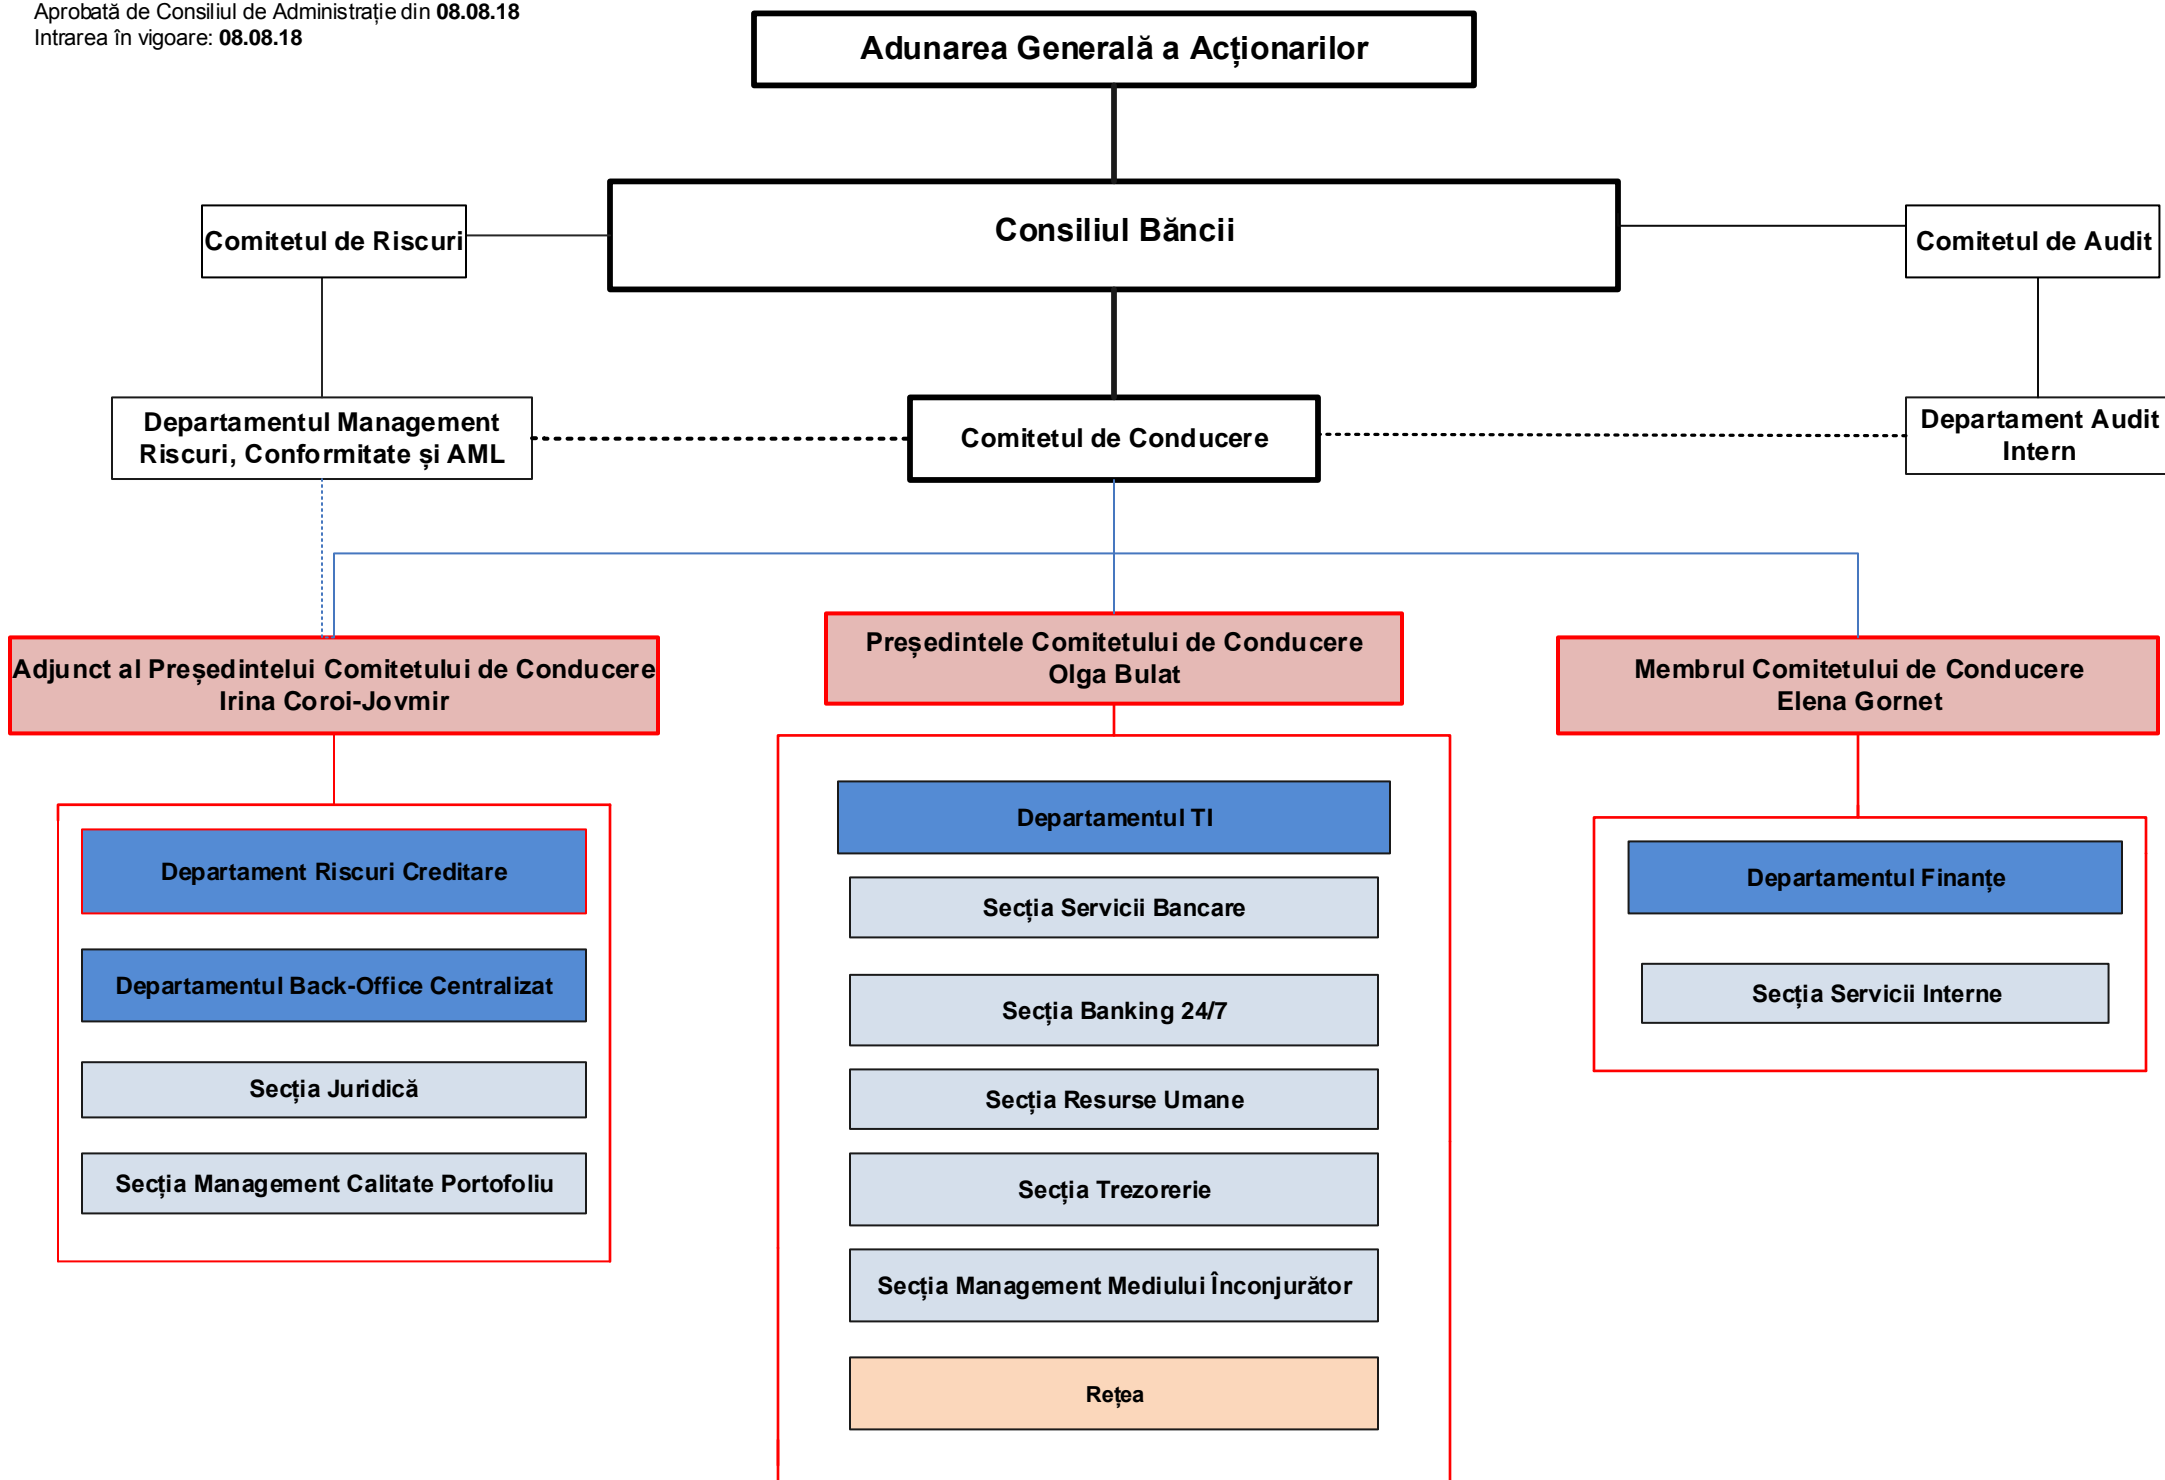 Aprobată de Consiliul de Administrație din 08.08.18
Intrarea în vigoare: 08.08.18
Adunarea Generală a Acționarilor
Consiliul Băncii
Comitetul de Riscuri
Comitetul de Audit
Departamentul Management
Riscuri, Conformitate și AML
Comitetul de Conducere
Departament Audit
Intern
Adjunct al Președintelui Comitetului de Conducere
Irina Coroi-Jovmir
Președintele Comitetului de Conducere
Olga Bulat
Membrul Comitetului de Conducere
Elena Gornet
Departament Riscuri Creditare
Departamentul Back-Office Centralizat
Secția Juridică
Secția Management Calitate Portofoliu
Departamentul TI
Secția Servicii Bancare
Secția Banking 24/7
Secția Resurse Umane
Secția Trezorerie
Secția Management Mediului Înconjurător
Rețea
Departamentul Finanțe
Secția Servicii Interne